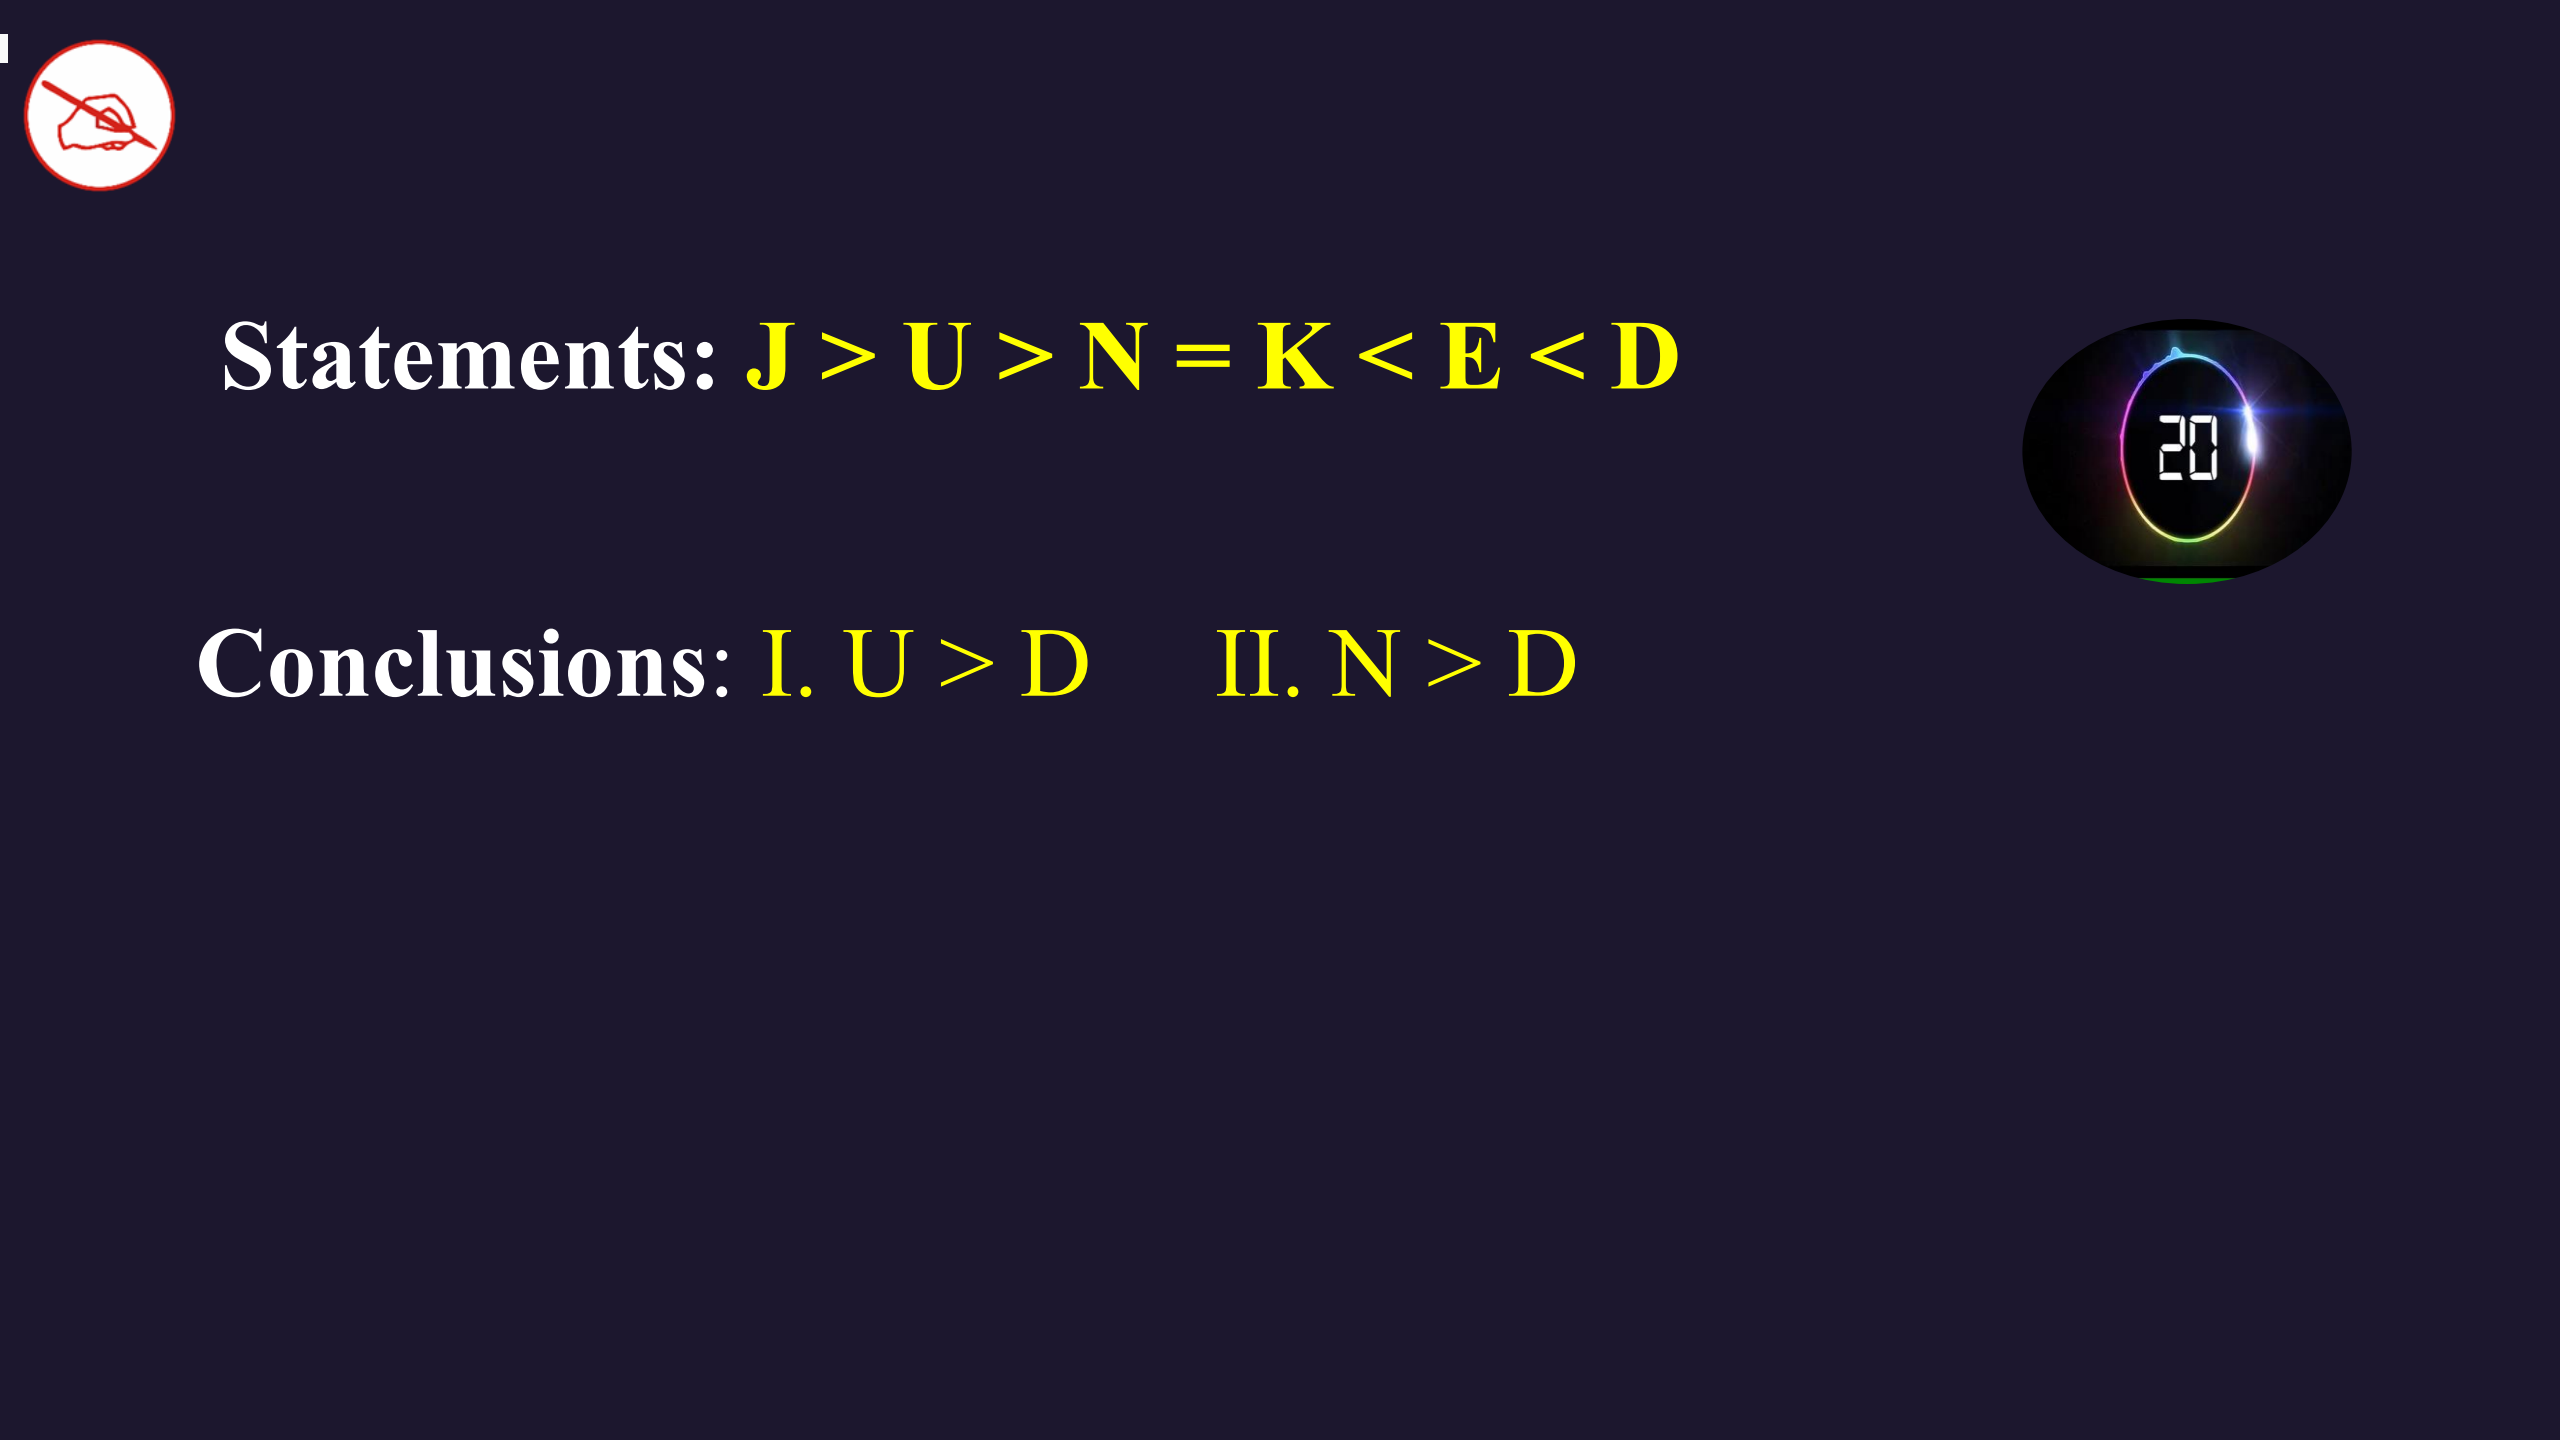 Statements: J > U > N = K < E < D
20
Conclusions: I. U > D II. N > D